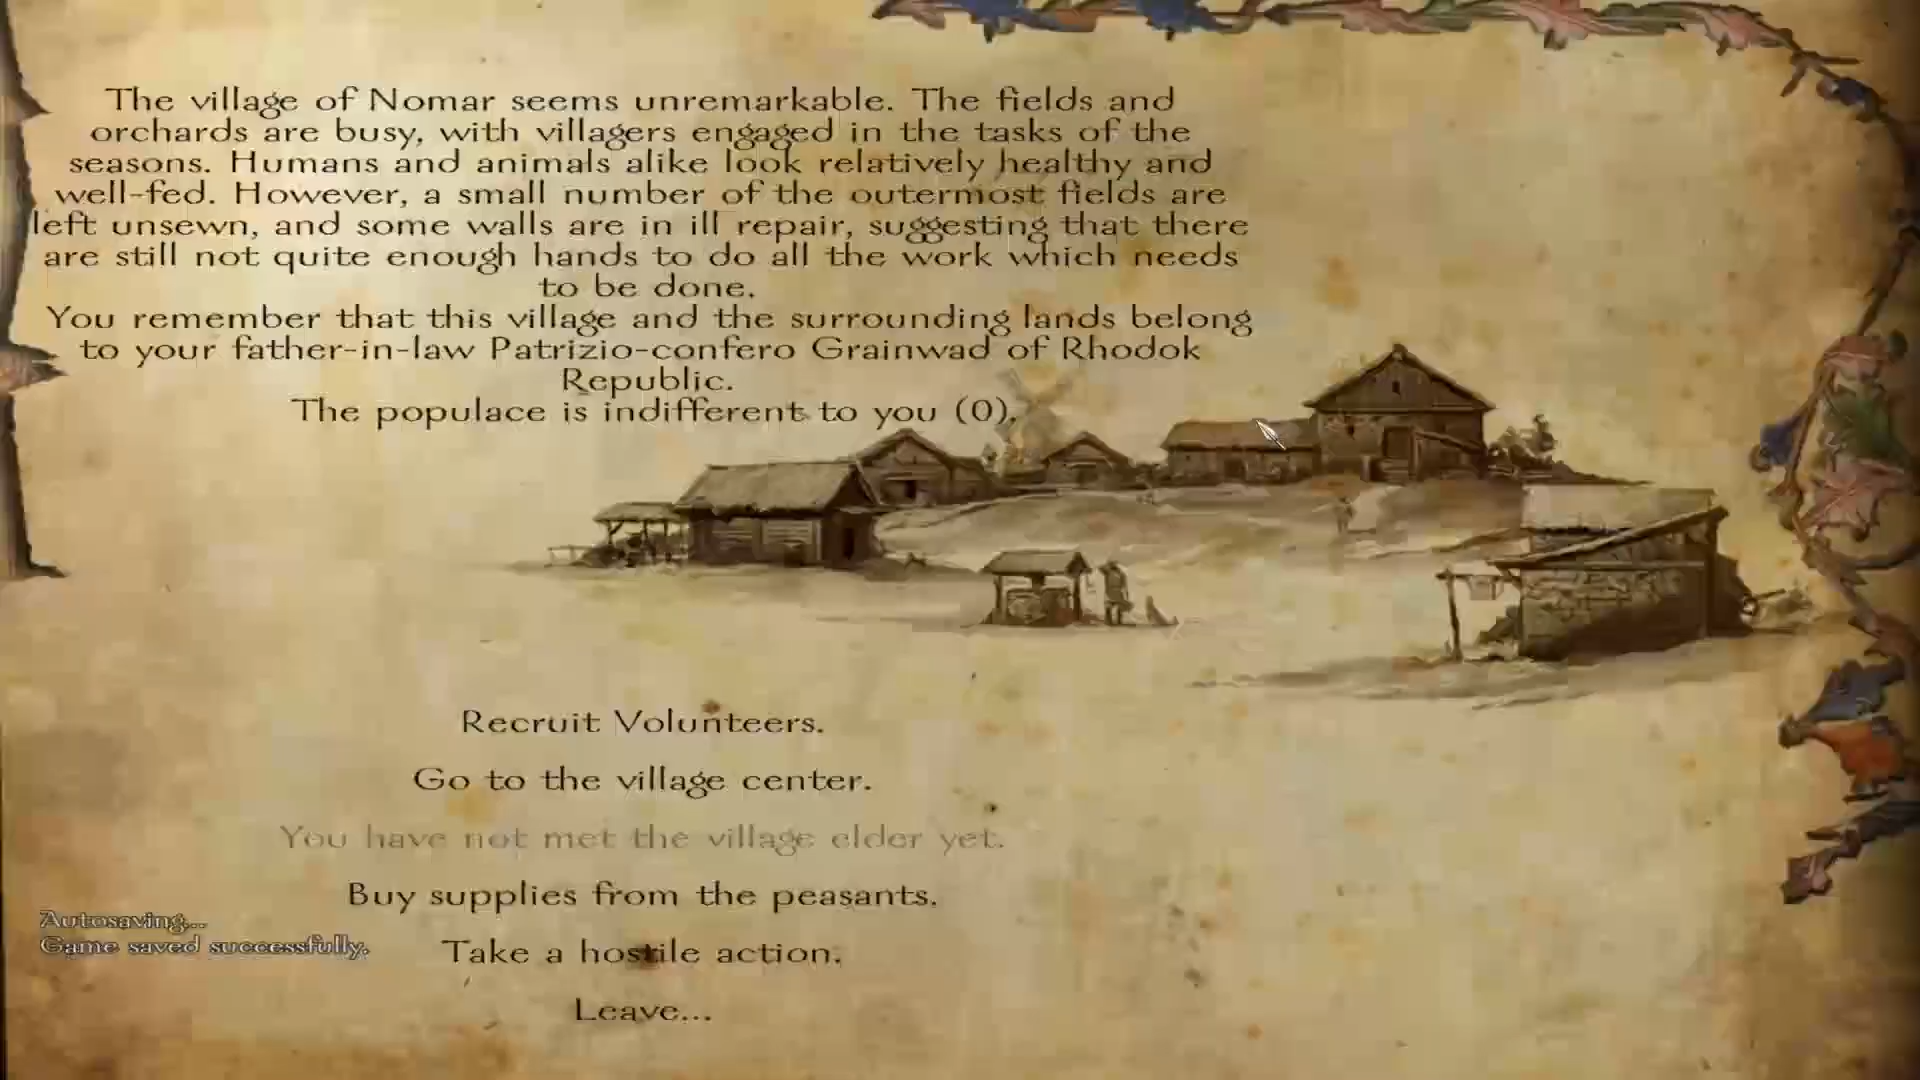 The village of Nomar seems unremarkable. The fields and
orchards are busy, with villagers engaged in the tasks of the
seasons. Humans and animals alike look relatively healthy and
well-fed. However, a small number of the outermost fields are
left unsewn, and some walls are in ill repair, suggesting that there
are still not quite enough hands to do all the work which needs
to be done.
You remember that this village and the surrounding lands belong
to your father-in-law Patrizio-confero Grainwad of Rhodok
Republic.
The populace is indifferent to you (0).
Recruit Volunteers.
Go to the village center.
You have not met the village elder yet.
Buy supplies from the peasants.
Autosaving...
Game saved successfully.
Take a hostile action.
Leave...